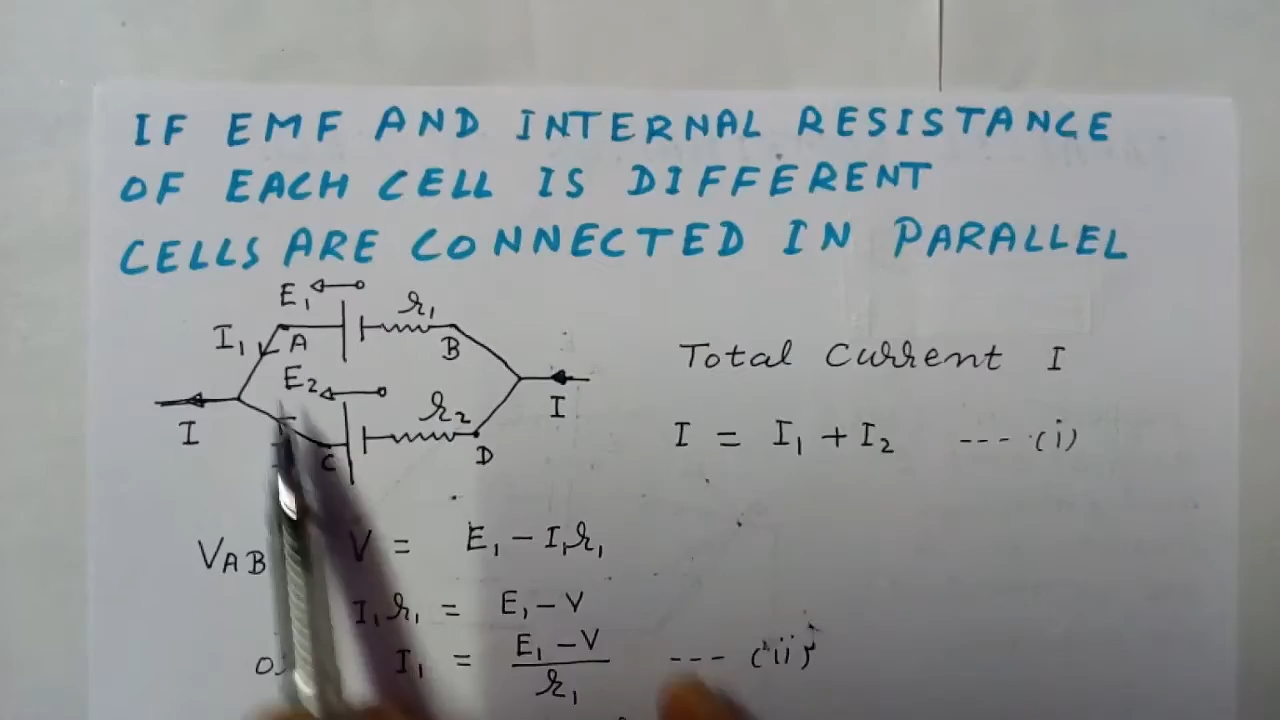 IF EMF AND INTERNAL RESISTANCE
OF EACH CELL IS DIFFERENT
CELLS ARE CONNECTED IN PARALLEL
E₁ r₁
I₁ A B
E₂ r₂
I I
C D
Total Current I
I = I₁ + I₂ --- (i)
V_AB V = E₁ - I₁r₁
I₁r₁ = E₁ - V
I₁ = (E₁ - V)/r₁ --- (ii)